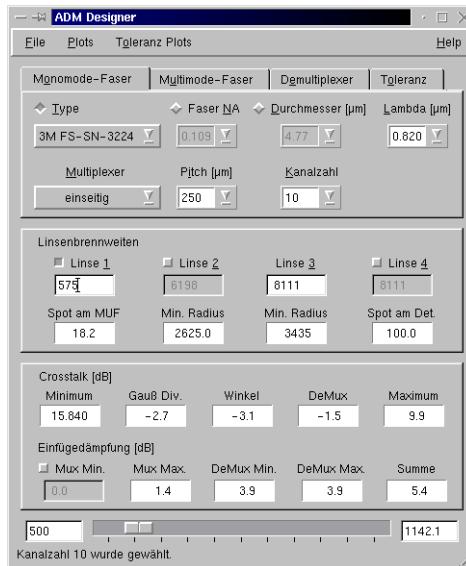 ADM Designer
File Plots Toleranz Plots Help
Monomode-Faser Multimode-Faser Demultiplexer Toleranz
Type Faser NA Durchmesser [µm] Lambda [µm]
3M FS-SN-3224 0.109 4.77 0.820
Multiplexer Pitch [µm] Kanalzahl
einseitig 250 10
Linsenbrennweiten
Linse 1 Linse 2 Linse 3 Linse 4
575 6198 8111 8111
Spot am MUF Min. Radius Min. Radius Spot am Det.
18.2 2625.0 3435 100.0
Crosstalk [dB]
Minimum Gauß Div. Winkel DeMux Maximum
15.840 -2.7 -3.1 -1.5 9.9
Einfügedämpfung [dB]
Mux Min. Mux Max. DeMux Min. DeMux Max. Summe
0.0 1.4 3.9 3.9 5.4
500 1142.1
Kanalzahl 10 wurde gewählt.